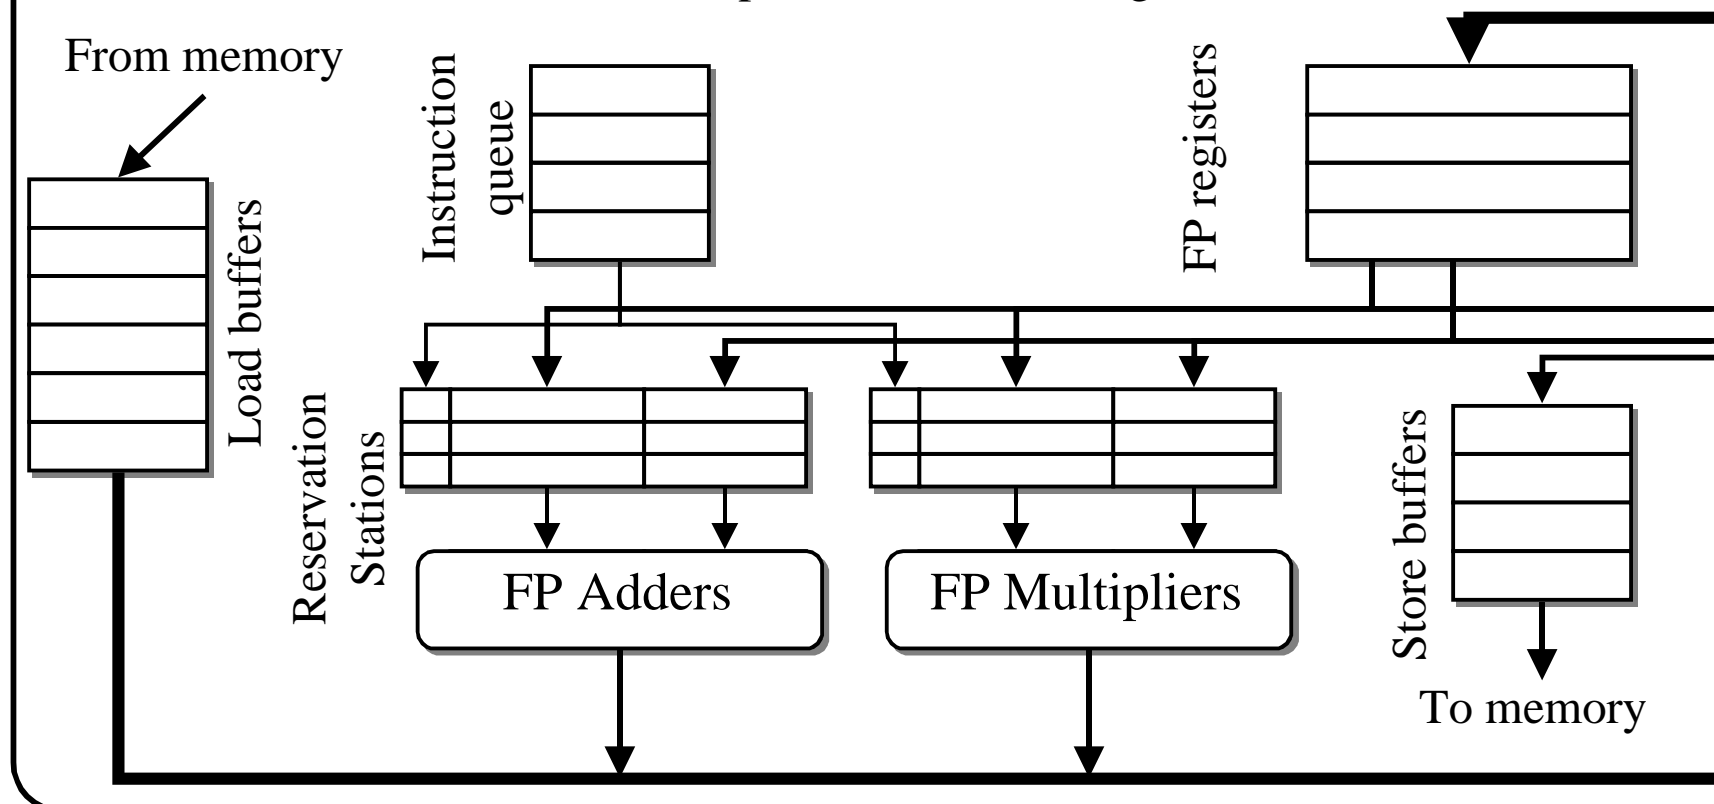 From memory
Instruction
queue
FP registers
Load buffers
Reservation
Stations
FP Adders
FP Multipliers
Store buffers
To memory